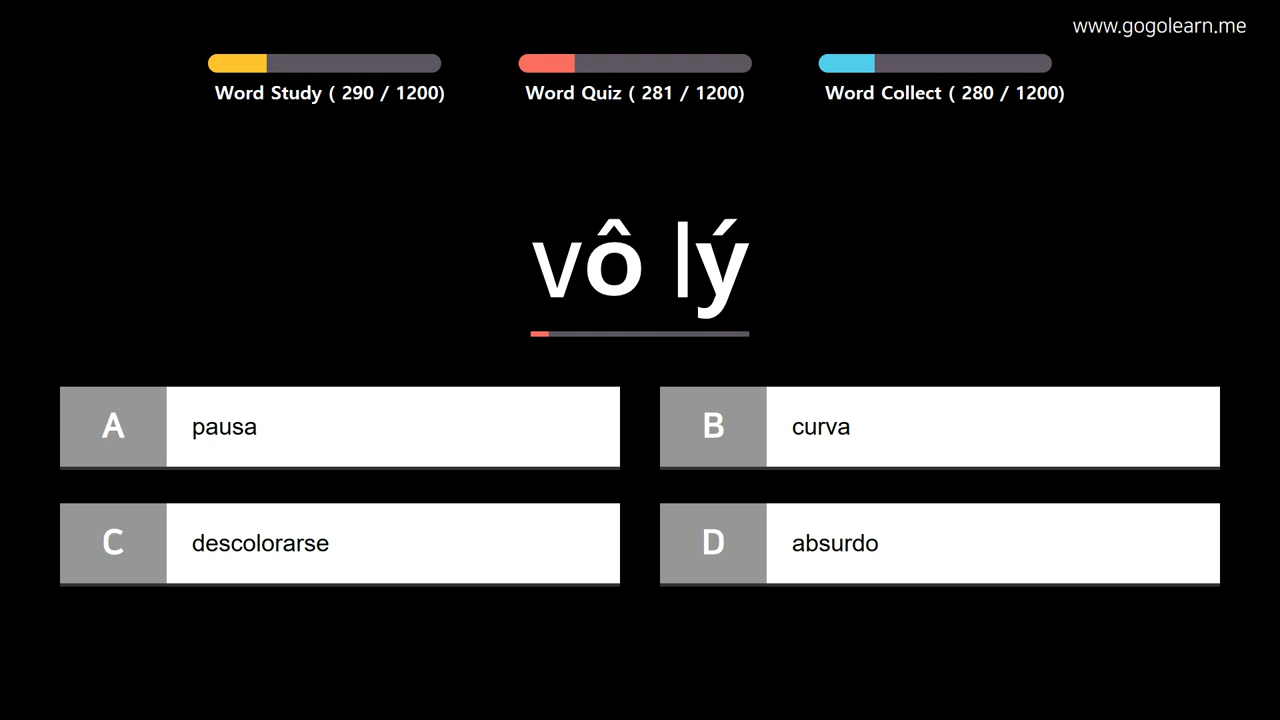 www.gogolearn.me
Word Study ( 290 / 1200)
Word Quiz ( 281 / 1200)
Word Collect ( 280 / 1200)
vô lý
A pausa
B curva
C descolorarse
D absurdo